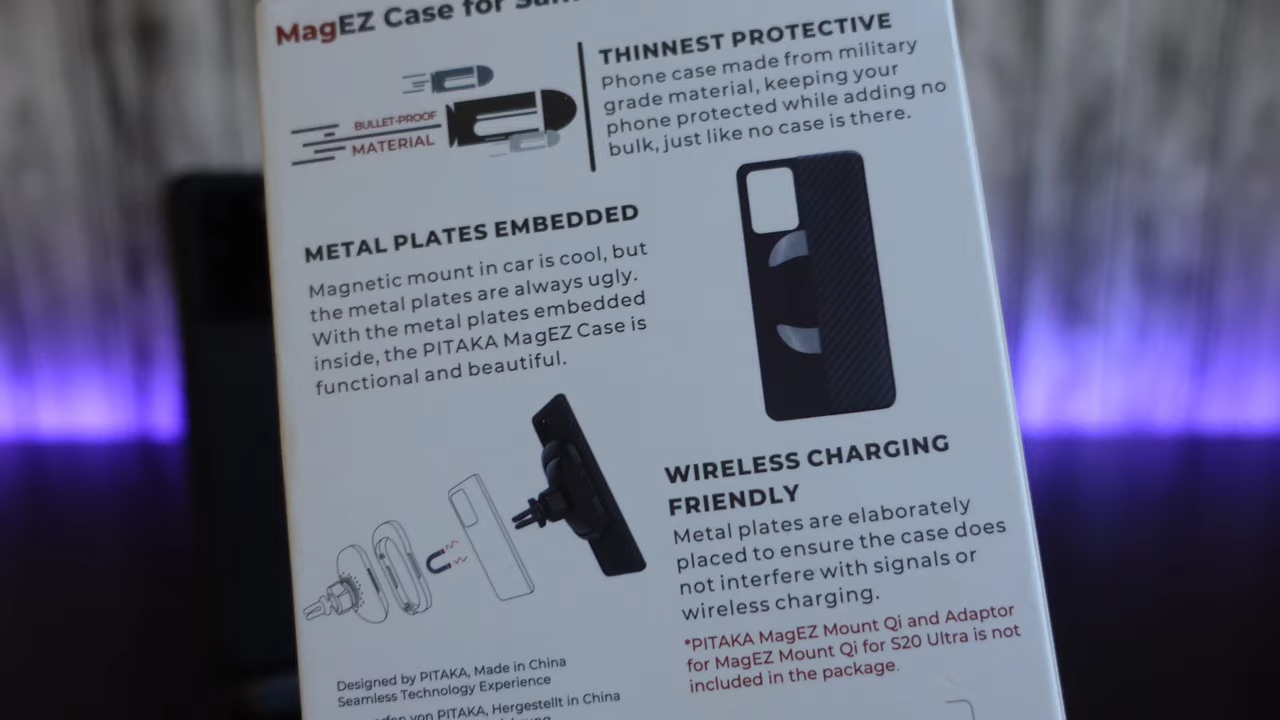 MagEZ Case for
BULLET-PROOF
MATERIAL
THINNEST PROTECTIVE
Phone case made from military
grade material, keeping your
phone protected while adding no
bulk, just like no case is there.
METAL PLATES EMBEDDED
Magnetic mount in car is cool, but
the metal plates are always ugly.
With the metal plates embedded
inside, the PITAKA MagEZ Case is
functional and beautiful.
WIRELESS CHARGING
FRIENDLY
Metal plates are elaborately
placed to ensure the case does
not interfere with signals or
wireless charging.
*PITAKA MagEZ Mount Qi and Adaptor
for MagEZ Mount Qi for S20 Ultra is not
included in the package.
Designed by PITAKA, Made in China
Seamless Technology Experience
von PITAKA, Hergestellt in China